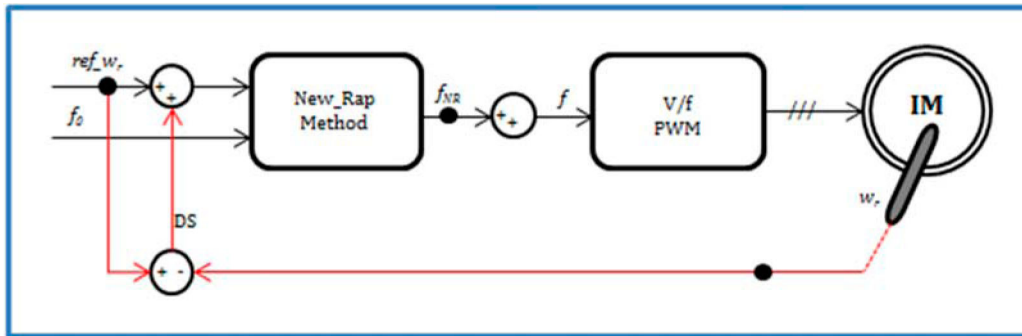 ref_wr
f0
+
+
New_Rap
Method
fNR
+
+
f
V/f
PWM
///
IM
wr
DS
+ -